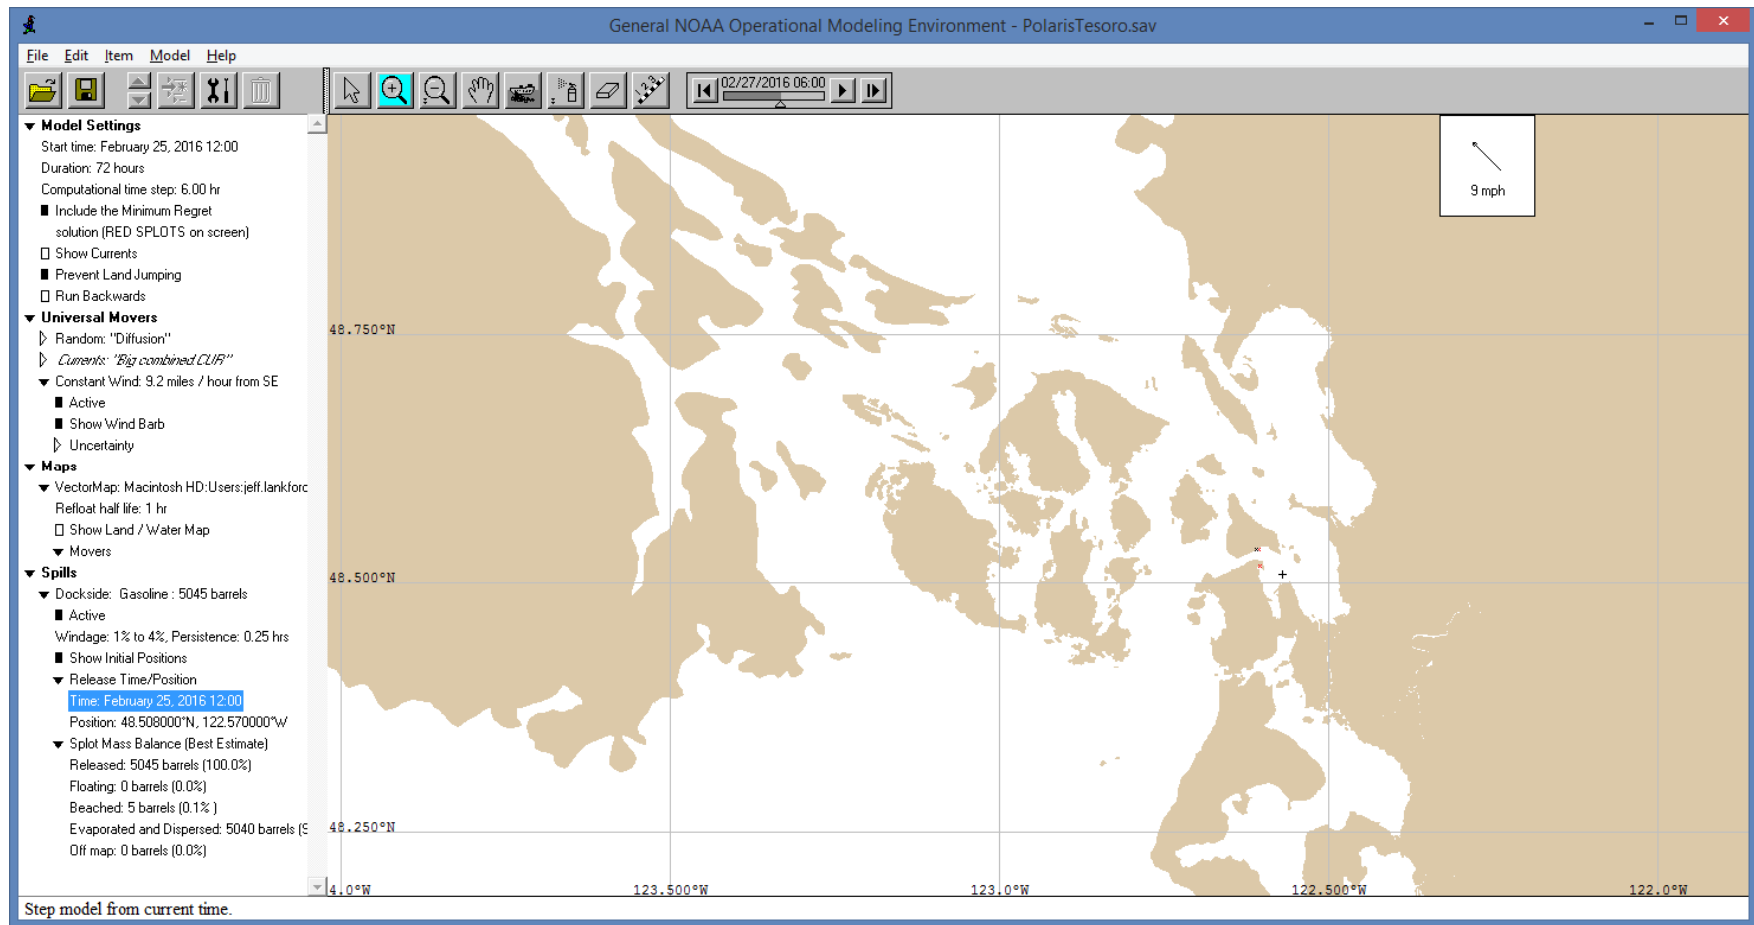 General NOAA Operational Modeling Environment - PolarisTesoro.sav
File Edit Item Model Help
02/27/2016 06:00
Model Settings
Start time: February 25, 2016 12:00
Duration: 72 hours
Computational time step: 6.00 hr
Include the Minimum Regret
solution (RED SPLOTS on screen)
Show Currents
Prevent Land Jumping
Run Backwards
Universal Movers
Random: "Diffusion"
Currents: "Big combined.CUR"
Constant Wind: 9.2 miles / hour from SE
Active
Show Wind Barb
Uncertainty
Maps
VectorMap: Macintosh HD:Users:jeff.lankforc
Refloat half life: 1 hr
Show Land / Water Map
Movers
Spills
Dockside: Gasoline : 5045 barrels
Active
Windage: 1% to 4%, Persistence: 0.25 hrs
Show Initial Positions
Release Time/Position
Time: February 25, 2016 12:00
Position: 48.508000°N, 122.570000°W
Splot Mass Balance (Best Estimate)
Released: 5045 barrels (100.0%)
Floating: 0 barrels (0.0%)
Beached: 5 barrels (0.1% )
Evaporated and Dispersed: 5040 barrels (9
Off map: 0 barrels (0.0%)
9 mph
48.750°N
48.500°N
48.250°N
4.0°W 123.500°W 123.0°W 122.500°W 122.0°W
Step model from current time.